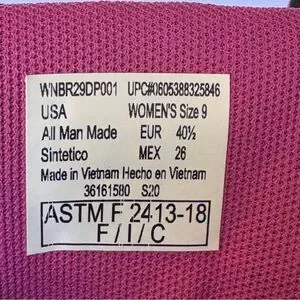 WNBR29DP001 UPC#0605388325846
USA WOMEN'S Size 9
All Man Made EUR 40½
Sintetico MEX 26
Made in Vietnam Hecho en Vietnam
36161580 S20
ASTM F 2413-18
F / I / C